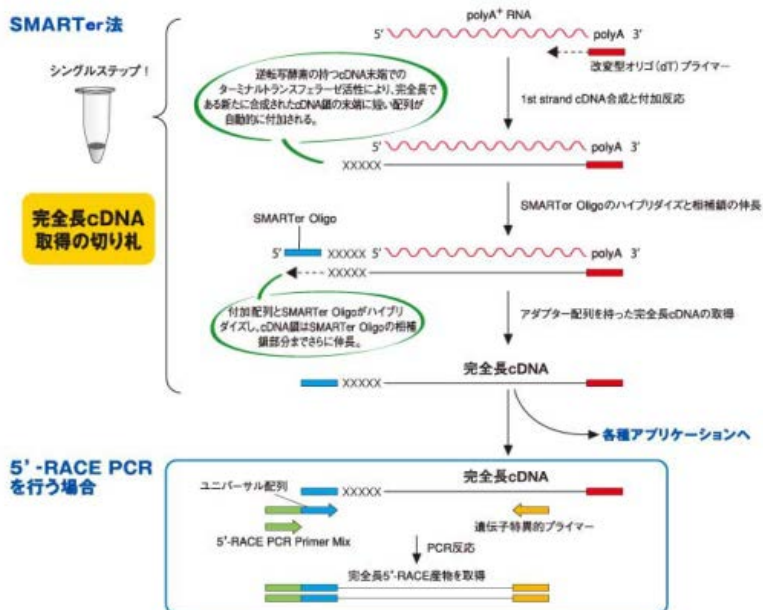 SMARTer法
シングルステップ！
完全長cDNA
取得の切り札
polyA⁺ RNA
5’ polyA 3’
改変型オリゴ（dT）プライマー
逆転写酵素の持つcDNA末端での
ターミナルトランスフェラーゼ活性により、完全長で
ある新たに合成されたcDNA鎖の末端に短い配列が
自動的に付加される。
1st strand cDNA合成と付加反応
5’ polyA 3’
XXXXX
SMARTer Oligoのハイブリダイズと相補鎖の伸長
SMARTer Oligo
5’ XXXXX 5’ polyA 3’
XXXXX
付加配列とSMARTer Oligoがハイブリ
ダイズし、cDNA鎖はSMARTer Oligoの相補
鎖部分までさらに伸長。
アダプター配列を持った完全長cDNAの取得
完全長cDNA
XXXXX
各種アプリケーションへ
5’-RACE PCR
を行う場合
完全長cDNA
ユニバーサル配列
XXXXX
5’-RACE PCR Primer Mix
遺伝子特異的プライマー
PCR反応
完全長5’-RACE産物を取得